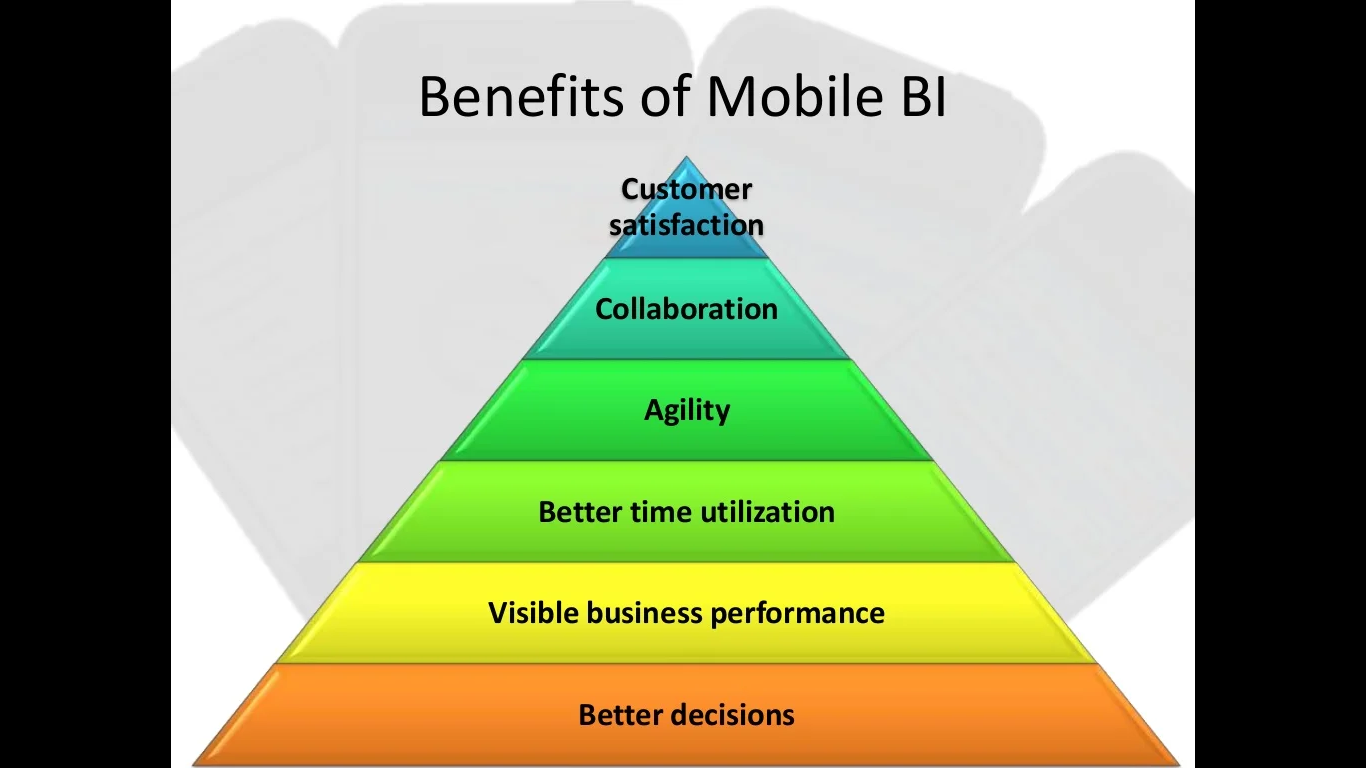 Benefits of Mobile BI
Customer
satisfaction
Collaboration
Agility
Better time utilization
Visible business performance
Better decisions